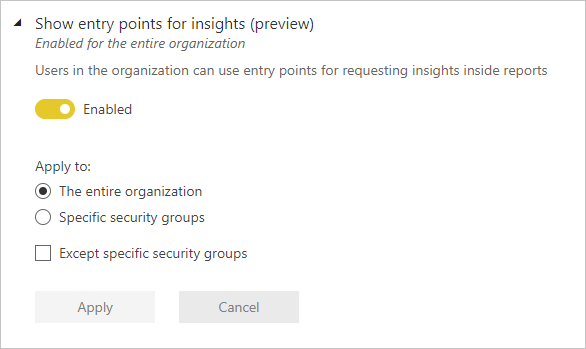 Show entry points for insights (preview)
Enabled for the entire organization
Users in the organization can use entry points for requesting insights inside reports
Enabled
Apply to:
The entire organization
Specific security groups
Except specific security groups
Apply
Cancel